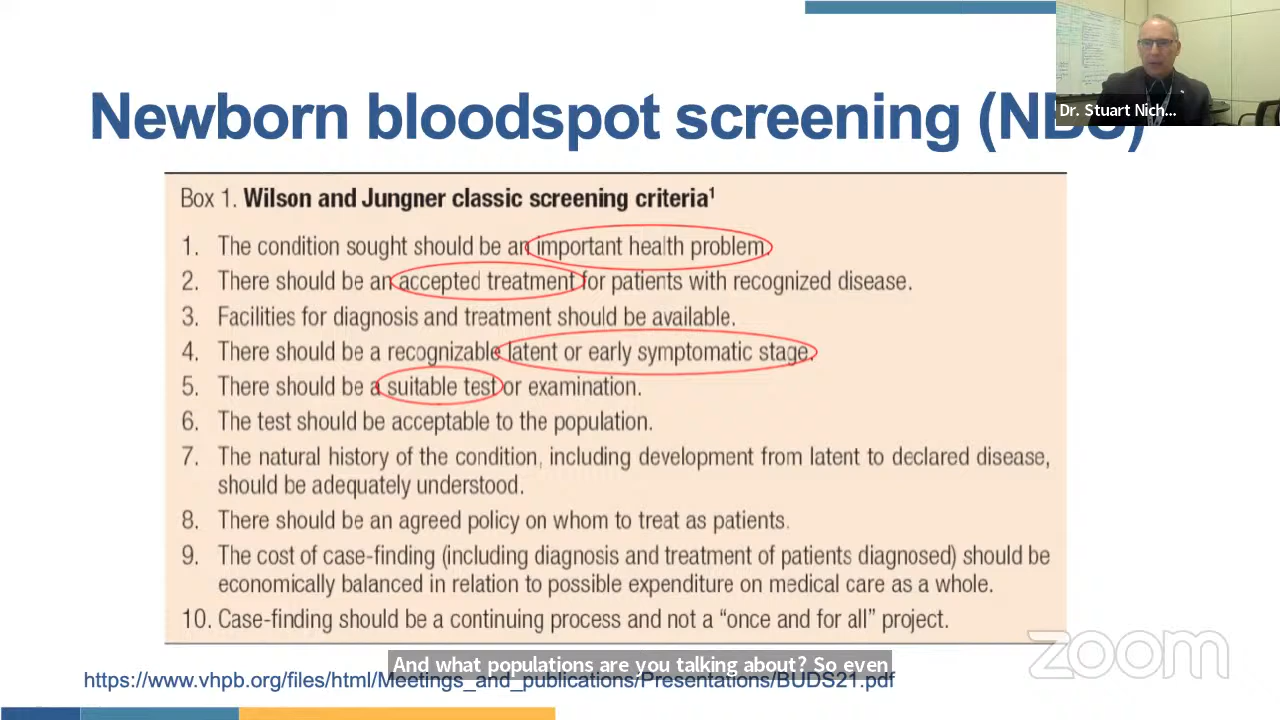 Newborn bloodspot screening (NBS)
Dr. Stuart Nich...
Box 1. Wilson and Jungner classic screening criteria¹
1. The condition sought should be an important health problem.
2. There should be an accepted treatment for patients with recognized disease.
3. Facilities for diagnosis and treatment should be available.
4. There should be a recognizable latent or early symptomatic stage.
5. There should be a suitable test or examination.
6. The test should be acceptable to the population.
7. The natural history of the condition, including development from latent to declared disease,
should be adequately understood.
8. There should be an agreed policy on whom to treat as patients.
9. The cost of case-finding (including diagnosis and treatment of patients diagnosed) should be
economically balanced in relation to possible expenditure on medical care as a whole.
10. Case-finding should be a continuing process and not a “once and for all” project.
zoom
And what populations are you talking about? So even
https://www.vhpb.org/files/html/Meetings_and_publications/Presentations/BUDS21.pdf